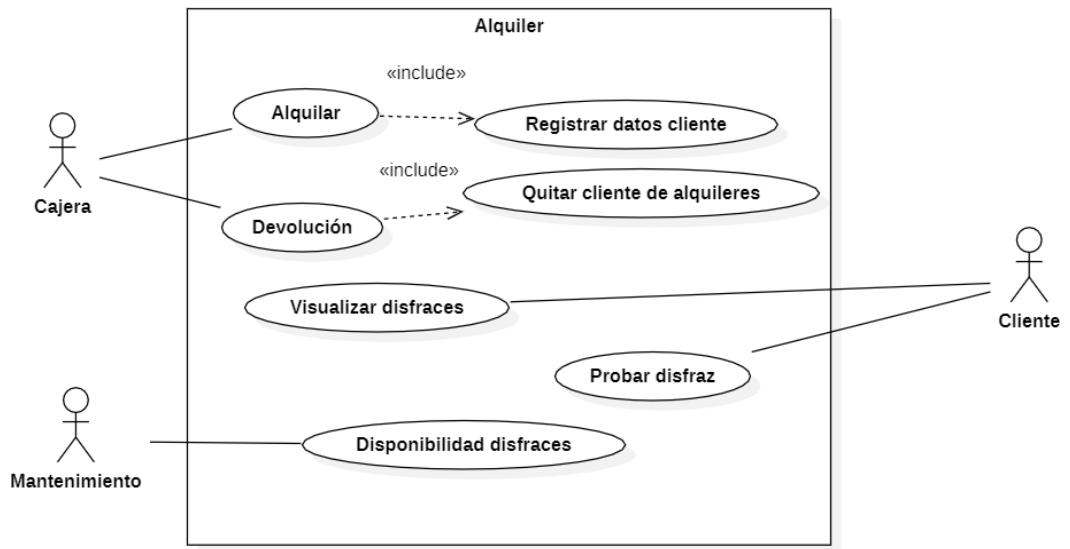 Alquiler
«include»
Alquilar
Registrar datos cliente
Cajera
«include»
Quitar cliente de alquileres
Devolución
Visualizar disfraces
Cliente
Probar disfraz
Disponibilidad disfraces
Mantenimiento